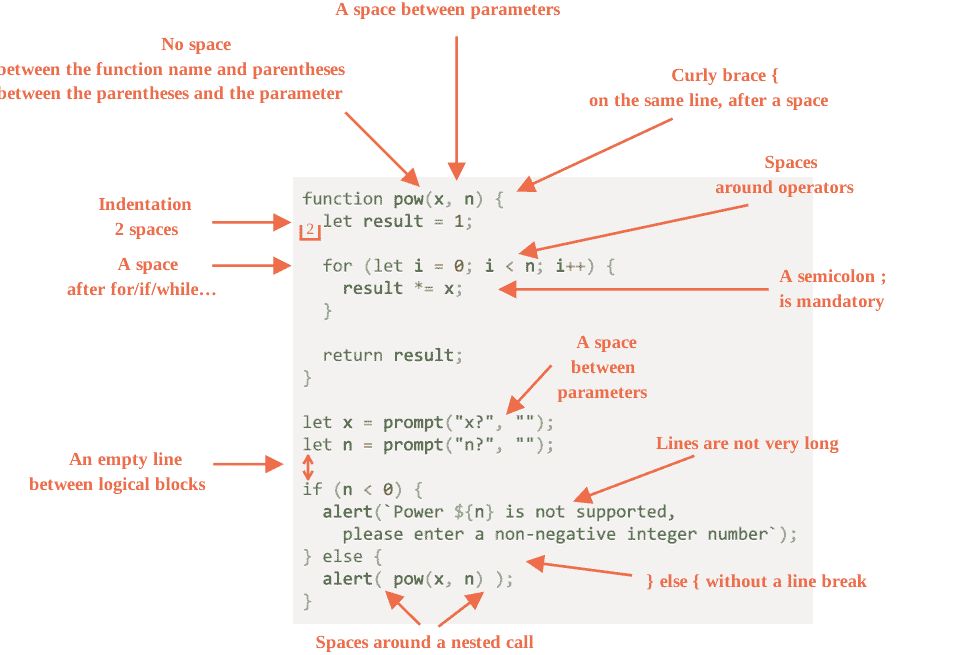 A space between parameters
No space
between the function name and parentheses
between the parentheses and the parameter
Curly brace {
on the same line, after a space
Spaces
around operators
Indentation
2 spaces
A space
after for/if/while…
A semicolon ;
is mandatory
A space
between
parameters
An empty line
between logical blocks
Lines are not very long
} else { without a line break
Spaces around a nested call
function pow(x, n) {
2
  let result = 1;

  for (let i = 0; i < n; i++) {
    result *= x;
  }

  return result;
}

let x = prompt("x?", "");
let n = prompt("n?", "");

if (n < 0) {
  alert(`Power ${n} is not supported,
    please enter a non-negative integer number`);
} else {
  alert( pow(x, n) );
}